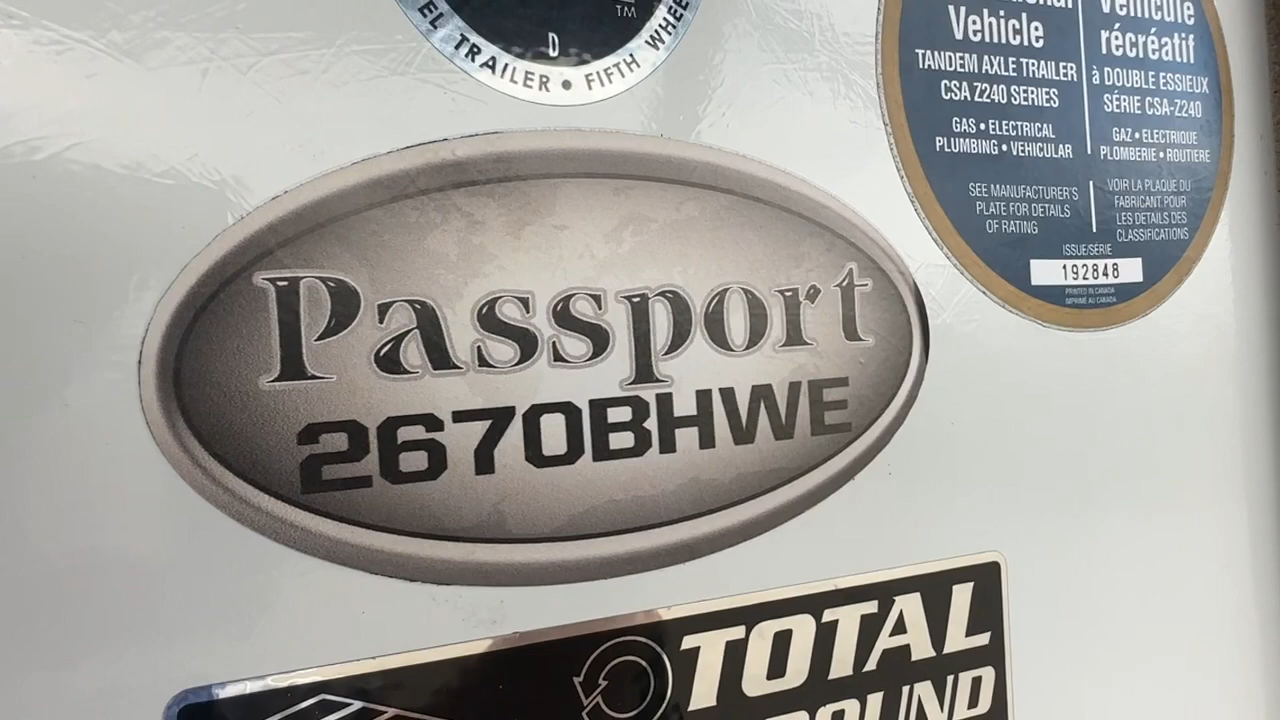 TM
D
TRAILER • FIFTH
Vehicle
TANDEM AXLE TRAILER
CSA Z240 SERIES
GAS • ELECTRICAL
PLUMBING • VEHICULAR
SEE MANUFACTURER'S
PLATE FOR DETAILS
OF RATING
Véhicule
récréatif
à DOUBLE ESSIEUX
SÉRIE CSA-Z240
GAZ • ELECTRIQUE
PLOMBERIE • ROUTIERE
VOIR LA PLAQUE DU
FABRICANT POUR
LES DETAILS DES
CLASSIFICATIONS
ISSUE/SÉRIE
192848
PRINTED IN CANADA
IMPRIMÉ AU CANADA
Passport
2670BHWE
TOTAL